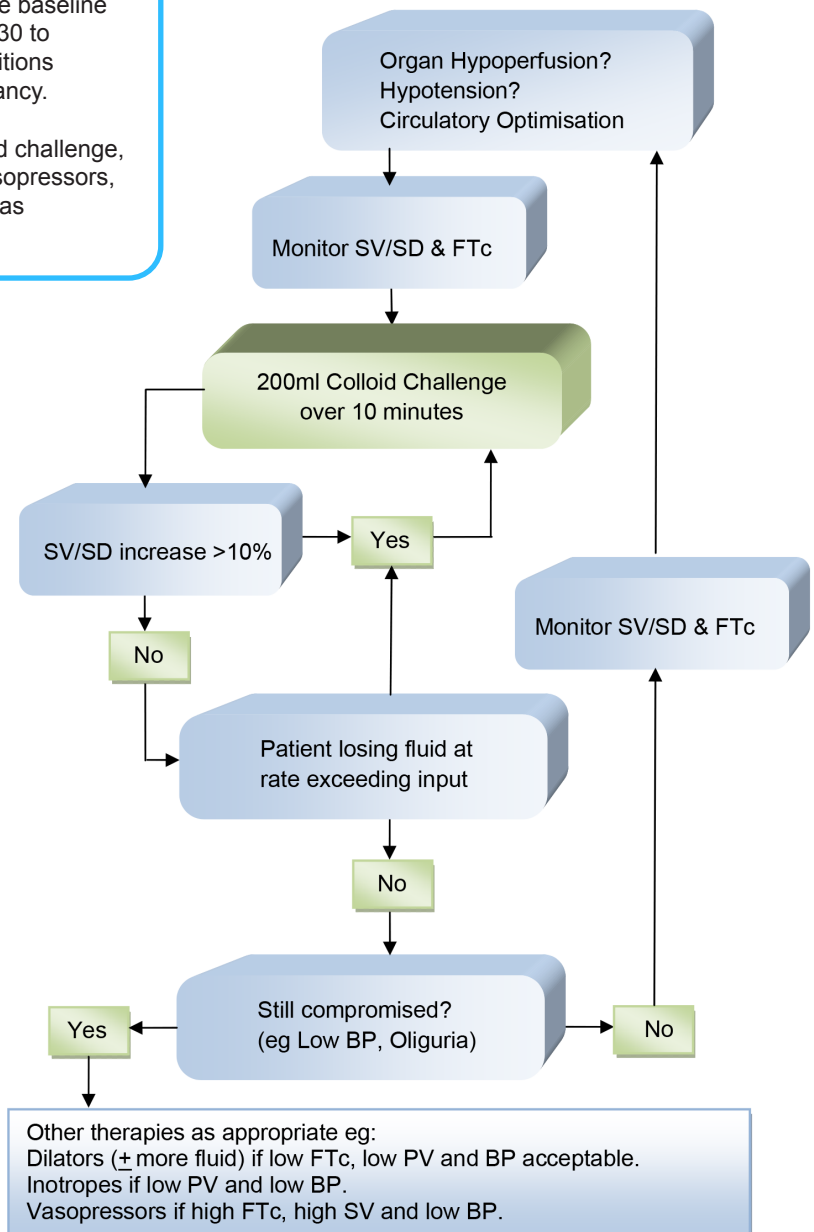 e baseline
30 to
itions
ancy.
d challenge,
sopressors,
as
Organ Hypoperfusion?
Hypotension?
Circulatory Optimisation
Monitor SV/SD & FTc
200ml Colloid Challenge
over 10 minutes
SV/SD increase >10%
Yes
No
Monitor SV/SD & FTc
Patient losing fluid at
rate exceeding input
No
Still compromised?
(eg Low BP, Oliguria)
Yes
No
Other therapies as appropriate eg:
Dilators (± more fluid) if low FTc, low PV and BP acceptable.
Inotropes if low PV and low BP.
Vasopressors if high FTc, high SV and low BP.